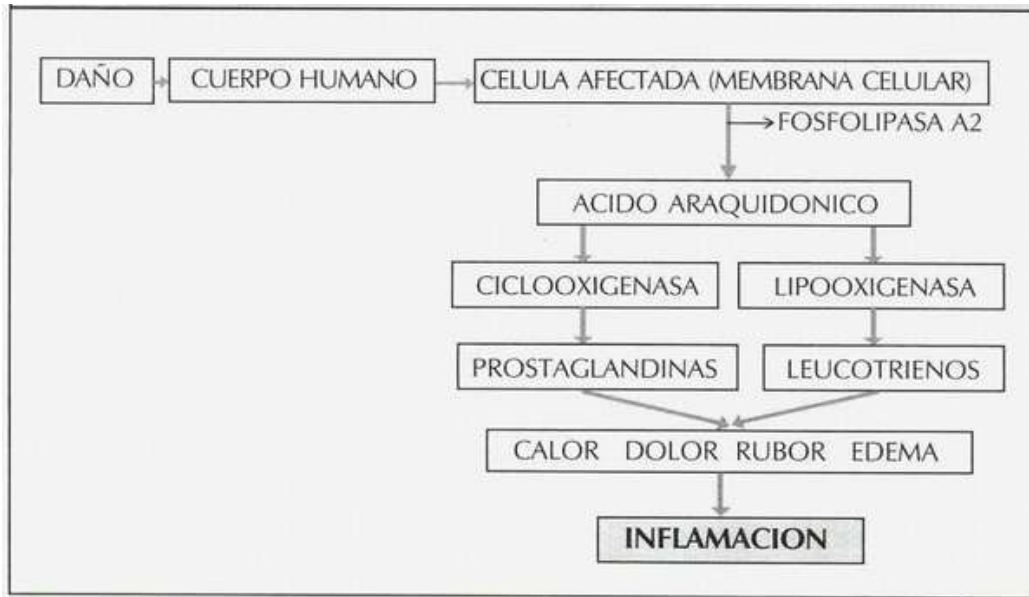 DAÑO CUERPO HUMANO CELULA AFECTADA (MEMBRANA CELULAR)
FOSFOLIPASA A2
ACIDO ARAQUIDONICO
CICLOOXIGENASA LIPOOXIGENASA
PROSTAGLANDINAS LEUCOTRIENOS
CALOR DOLOR RUBOR EDEMA
INFLAMACION